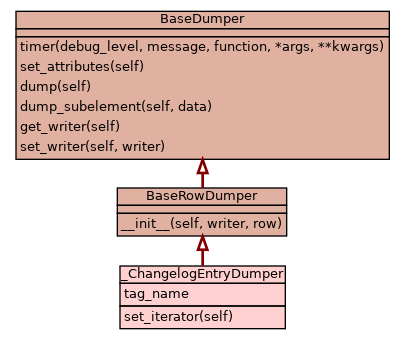 BaseDumper
timer(debug_level, message, function, *args, **kwargs)
set_attributes(self)
dump(self)
dump_subelement(self, data)
get_writer(self)
set_writer(self, writer)
BaseRowDumper
__init__(self, writer, row)
_ChangelogEntryDumper
tag_name
set_iterator(self)